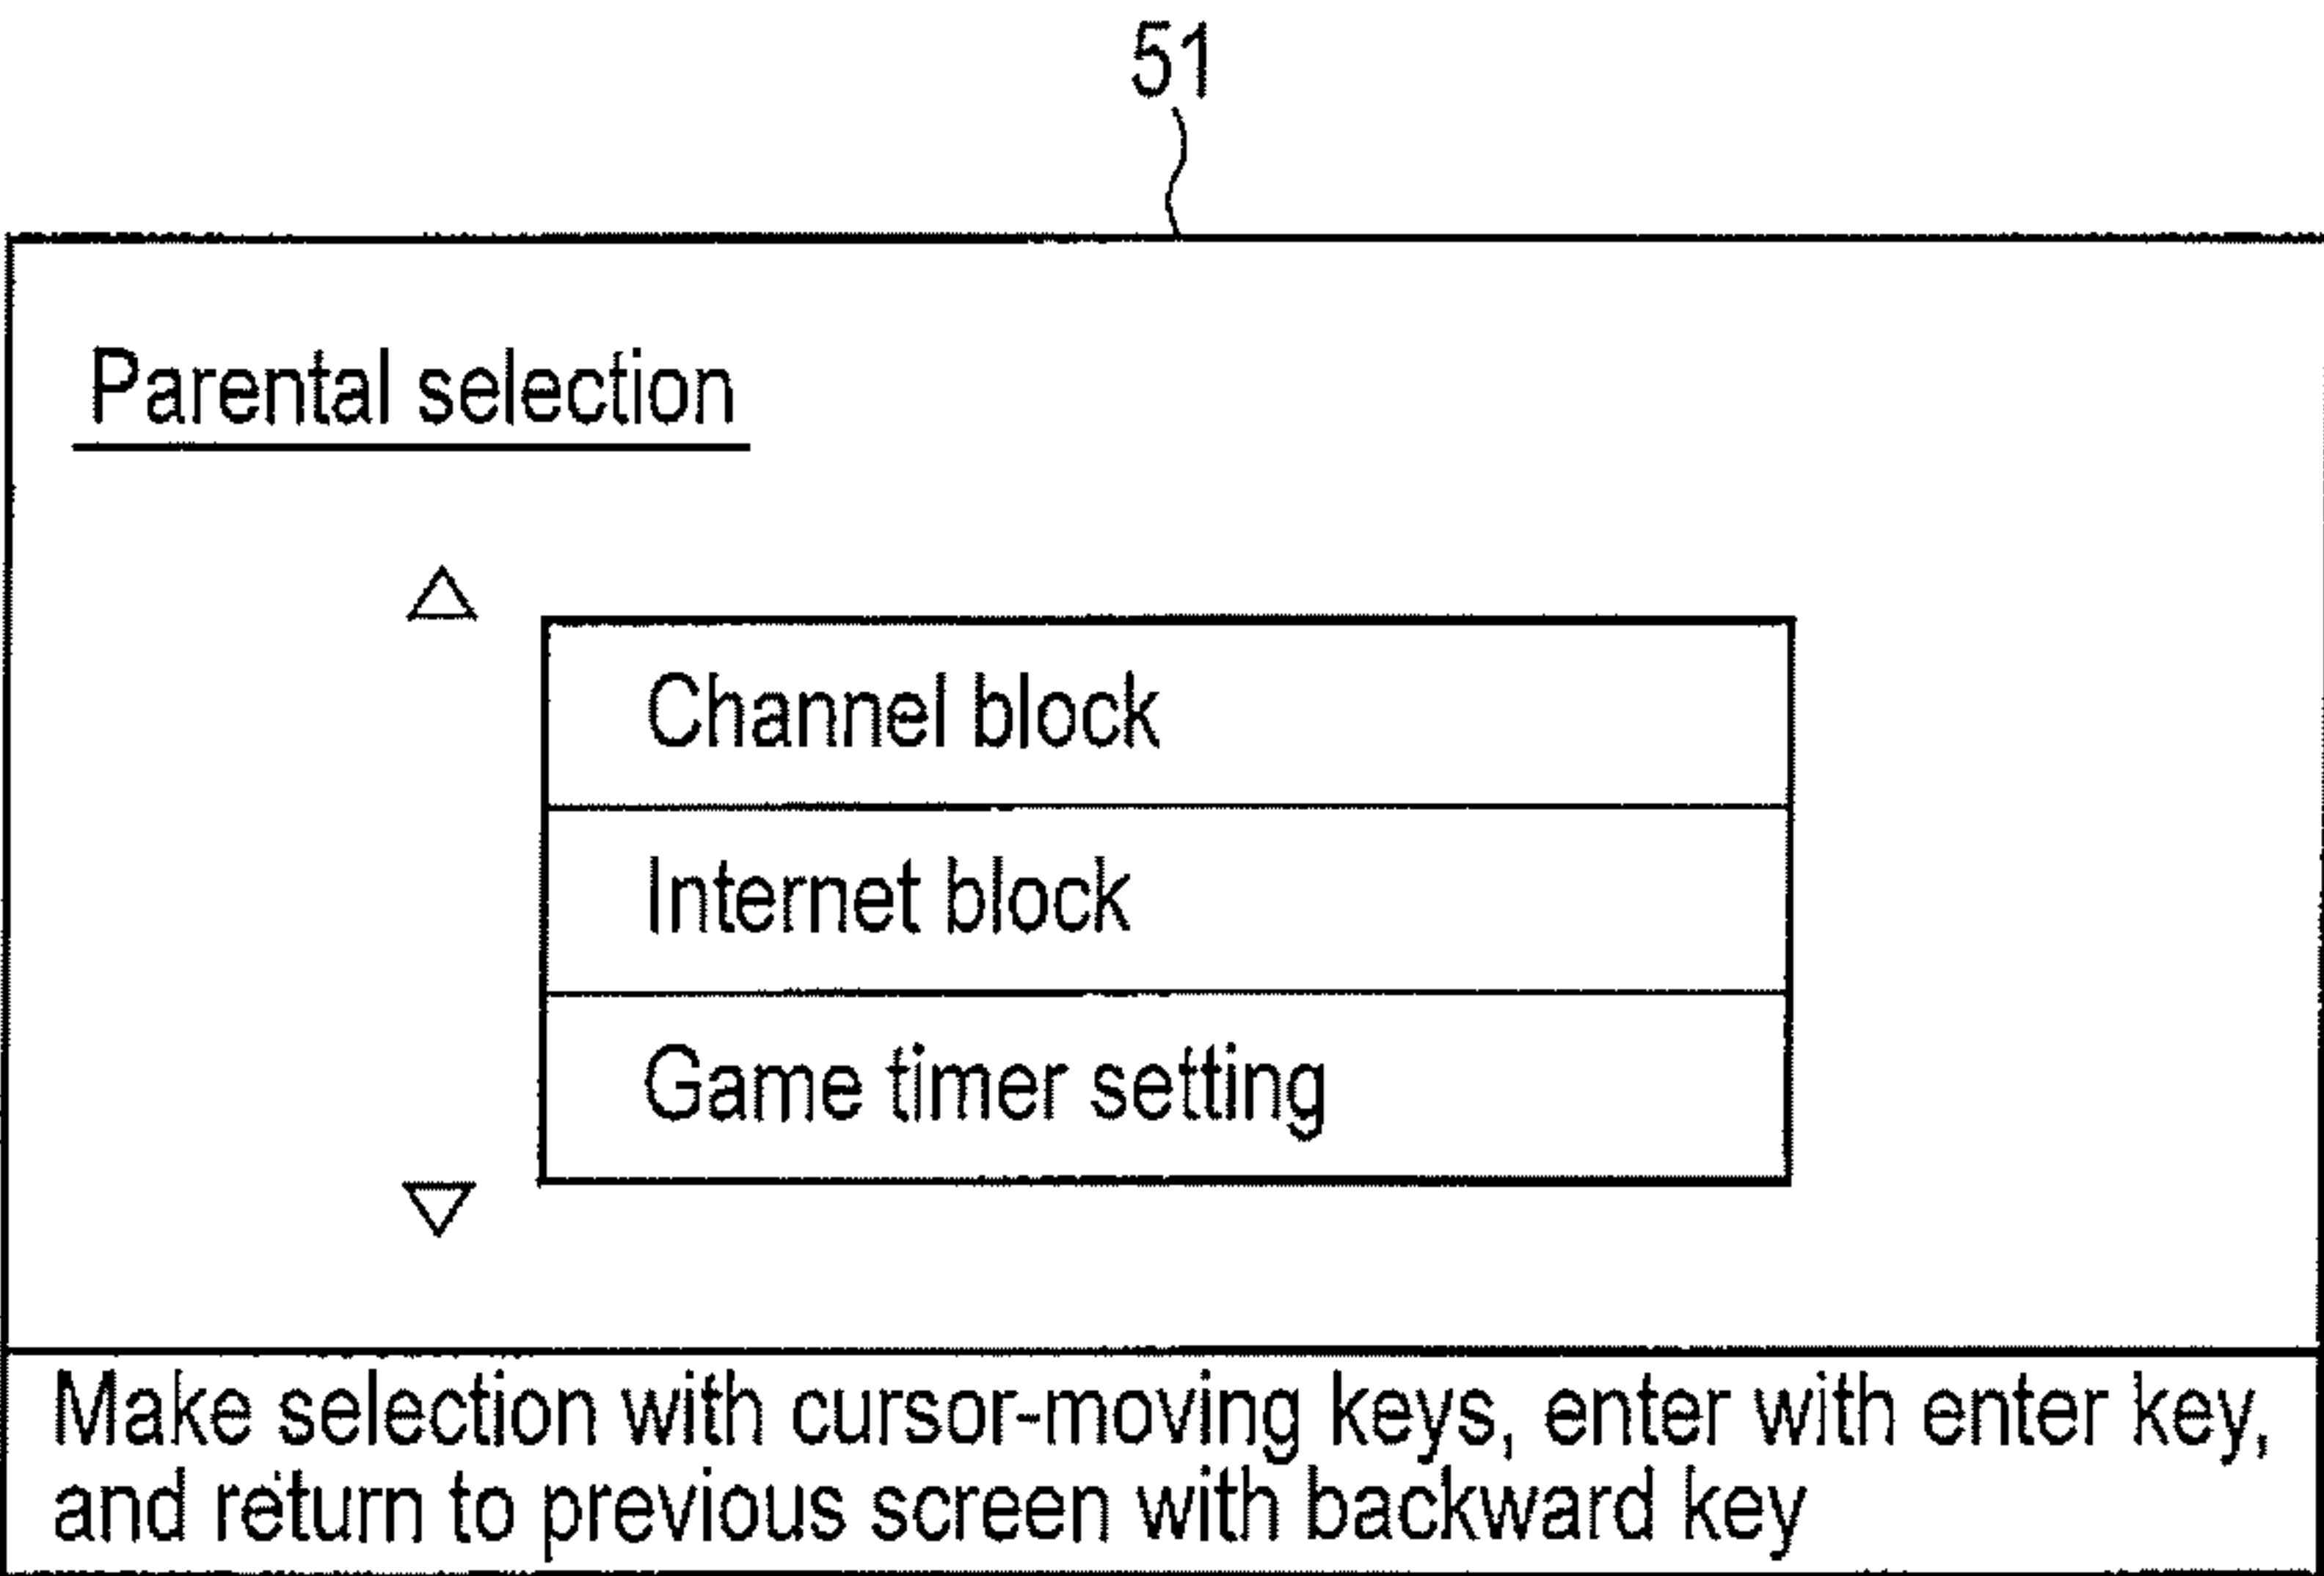 51
Parental selection
Channel block
Internet block
Game timer setting
Make selection with cursor-moving keys, enter with enter key,
and return to previous screen with backward key